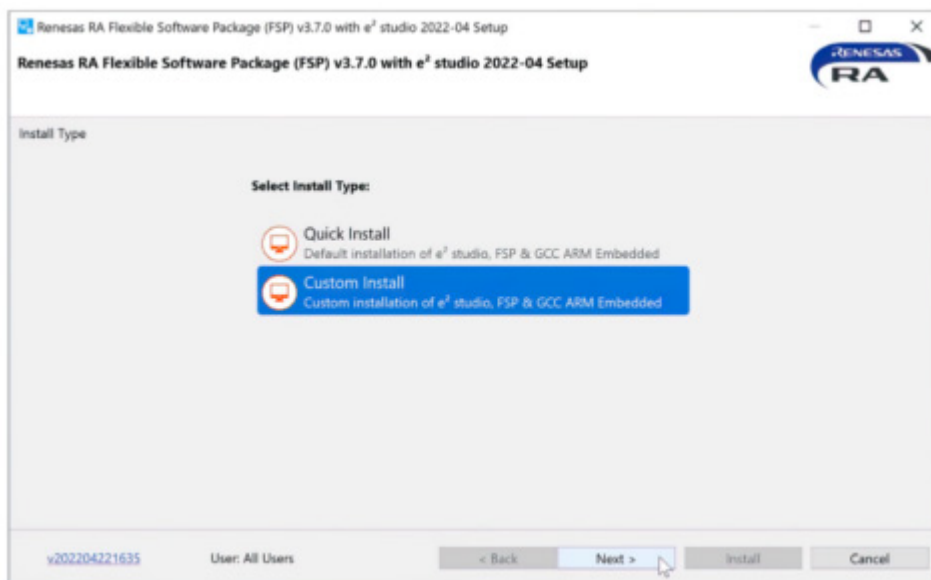 Renesas RA Flexible Software Package (FSP) v3.7.0 with e² studio 2022-04 Setup
Renesas RA Flexible Software Package (FSP) v3.7.0 with e² studio 2022-04 Setup
RENESAS
RA
Install Type
Select Install Type:
Quick Install
Default installation of e² studio, FSP & GCC ARM Embedded
Custom Install
Custom installation of e² studio, FSP & GCC ARM Embedded
v202204221635 User: All Users < Back Next > Install Cancel